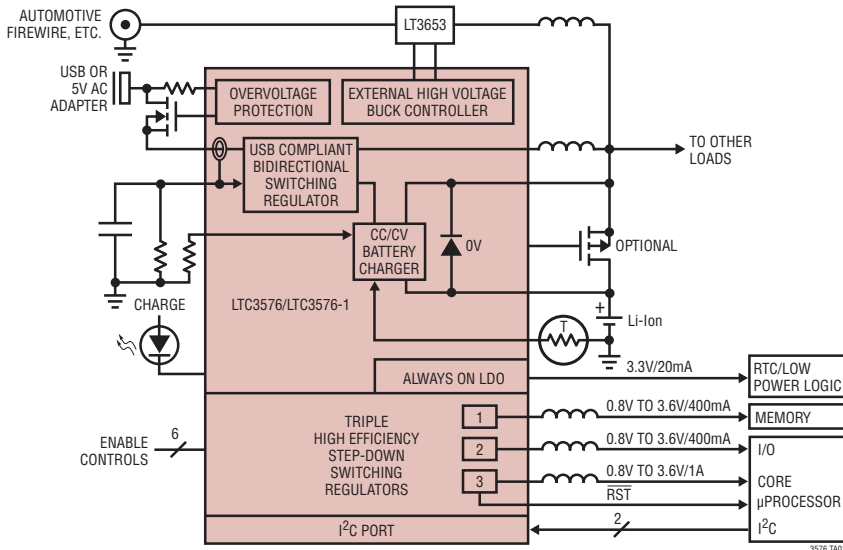 AUTOMOTIVE
FIREWIRE, ETC.
LT3653
USB OR
5V AC
ADAPTER
OVERVOLTAGE
PROTECTION
EXTERNAL HIGH VOLTAGE
BUCK CONTROLLER
USB COMPLIANT
BIDIRECTIONAL
SWITCHING
REGULATOR
TO OTHER
LOADS
CC/CV
BATTERY
CHARGER
0V
OPTIONAL
CHARGE
LTC3576/LTC3576-1
T
+
Li-Ion
ALWAYS ON LDO
3.3V/20mA
RTC/LOW
POWER LOGIC
TRIPLE
HIGH EFFICIENCY
STEP-DOWN
SWITCHING
REGULATORS
ENABLE
CONTROLS
6
1
0.8V TO 3.6V/400mA
MEMORY
2
0.8V TO 3.6V/400mA
I/O
3
0.8V TO 3.6V/1A
CORE
R̅S̅T̅
µPROCESSOR
I²C PORT
2
I²C
3576 TA01